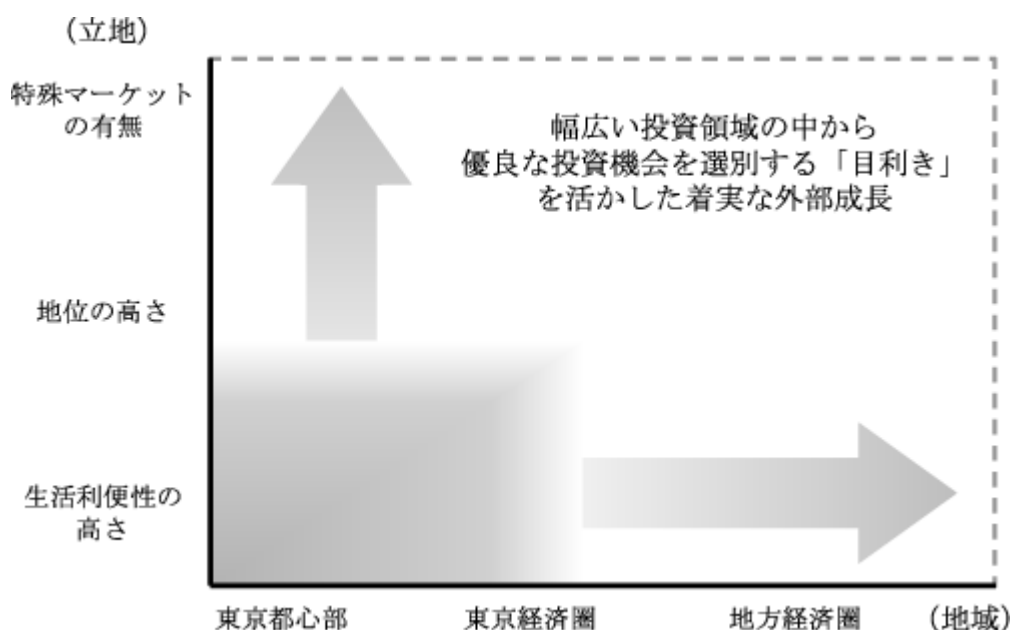 （立地）
特殊マーケット
の有無
幅広い投資領域の中から
優良な投資機会を選別する「目利き」
を活かした着実な外部成長
地位の高さ
生活利便性の
高さ
東京都心部
東京経済圏
地方経済圏
（地域）